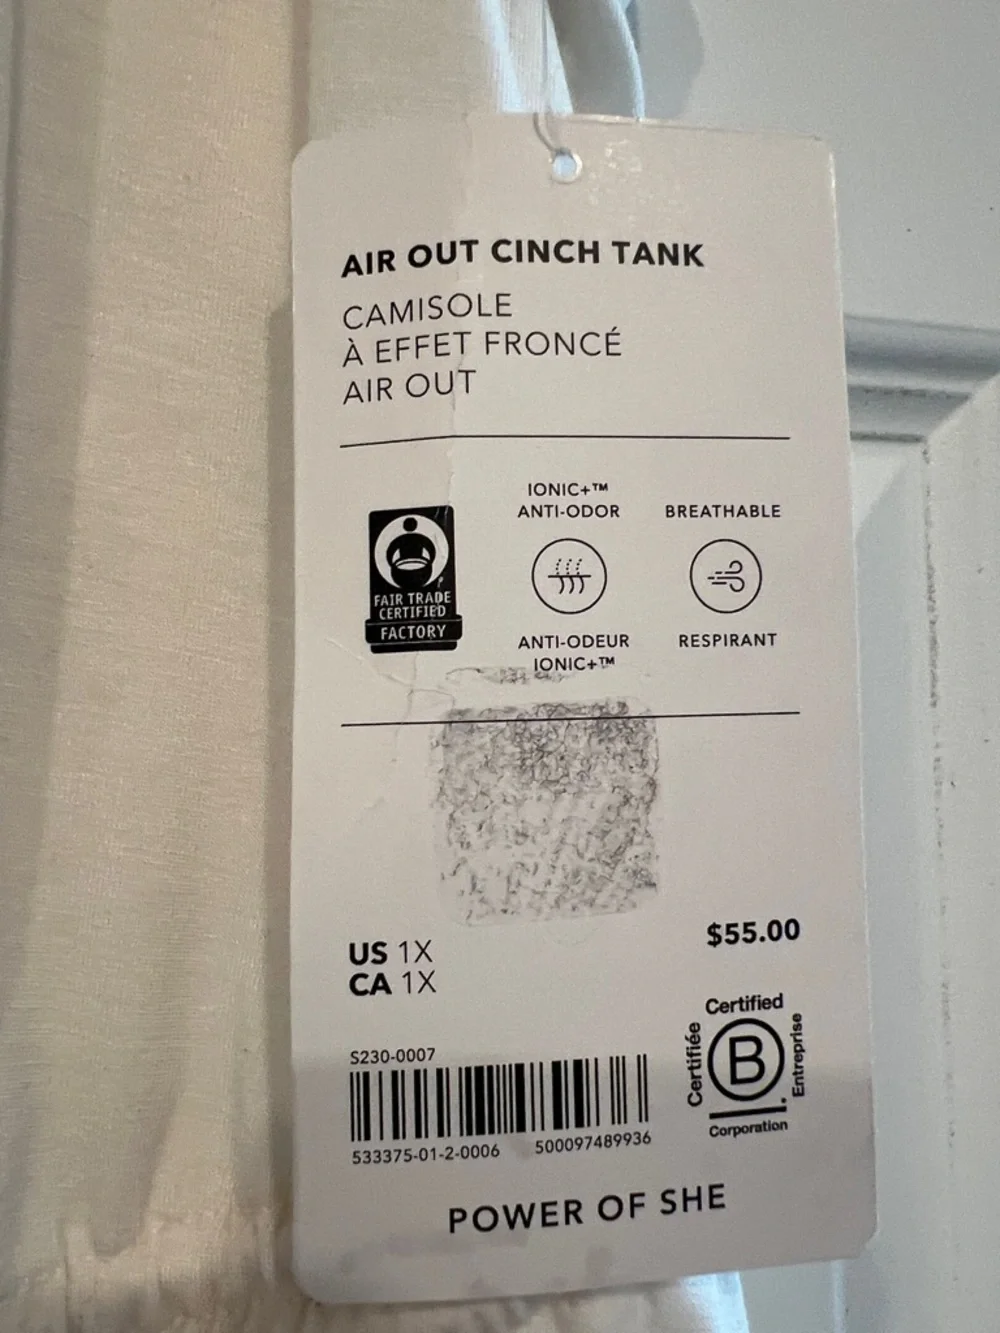 AIR OUT CINCH TANK
CAMISOLE
À EFFET FRONCÉ
AIR OUT
FAIR TRADE
CERTIFIED
FACTORY
IONIC+™
ANTI-ODOR
ANTI-ODEUR
IONIC+™
BREATHABLE
RESPIRANT
US 1X
CA 1X
$55.00
S230-0007
533375-01-2-0006 500097489936
Certified
Certifiée
B
Entreprise
Corporation
POWER OF SHE